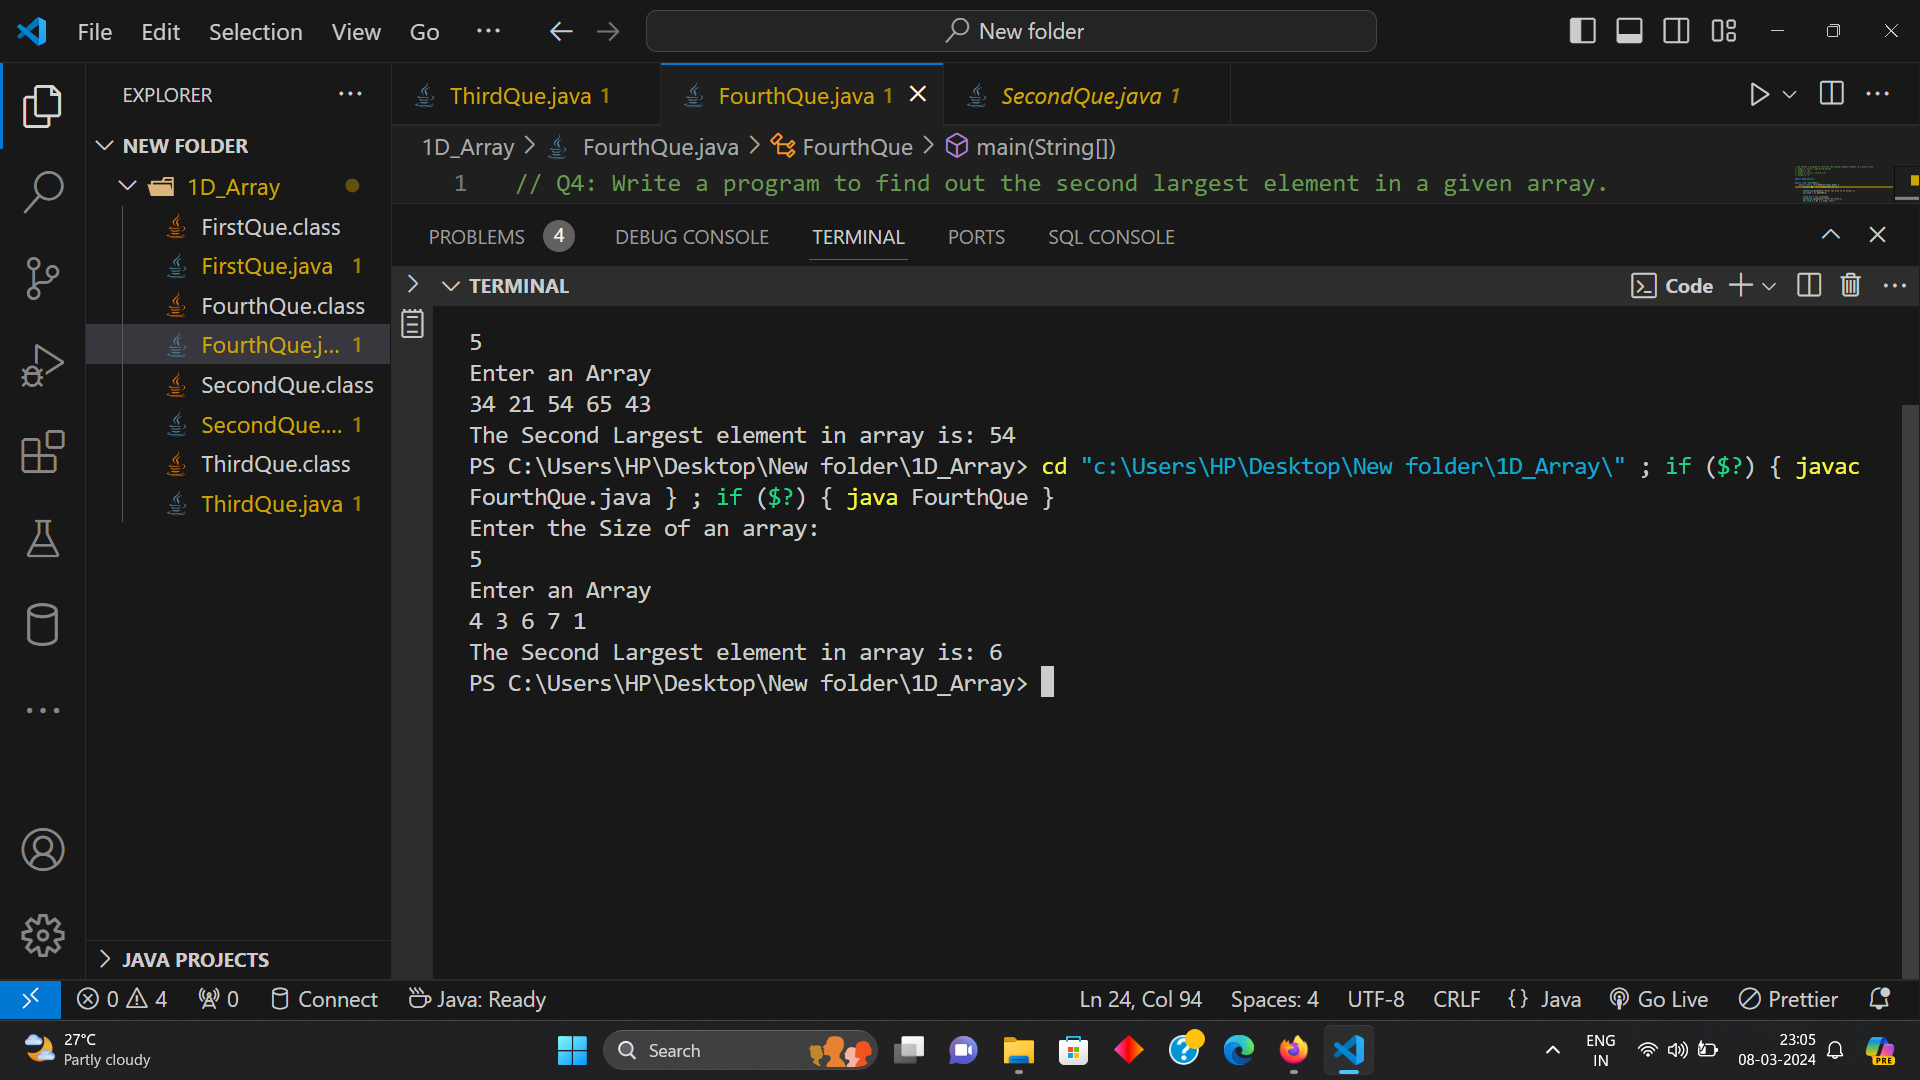 File Edit Selection View Go ... New folder
EXPLORER ...
NEW FOLDER
1D_Array
FirstQue.class
FirstQue.java 1
FourthQue.class
FourthQue.j... 1
SecondQue.class
SecondQue.... 1
ThirdQue.class
ThirdQue.java 1
JAVA PROJECTS
ThirdQue.java 1 FourthQue.java 1 SecondQue.java 1
1D_Array > FourthQue.java > FourthQue > main(String[])
1 // Q4: Write a program to find out the second largest element in a given array.
PROBLEMS 4 DEBUG CONSOLE TERMINAL PORTS SQL CONSOLE
TERMINAL Code
5
Enter an Array
34 21 54 65 43
The Second Largest element in array is: 54
PS C:\Users\HP\Desktop\New folder\1D_Array> cd "c:\Users\HP\Desktop\New folder\1D_Array\" ; if ($?) { javac
FourthQue.java } ; if ($?) { java FourthQue }
Enter the Size of an array:
5
Enter an Array
4 3 6 7 1
The Second Largest element in array is: 6
PS C:\Users\HP\Desktop\New folder\1D_Array>
0 4 0 Connect Java: Ready Ln 24, Col 94 Spaces: 4 UTF-8 CRLF {} Java Go Live Prettier
27°C
Partly cloudy
Search
ENG
IN
23:05
08-03-2024
PRE